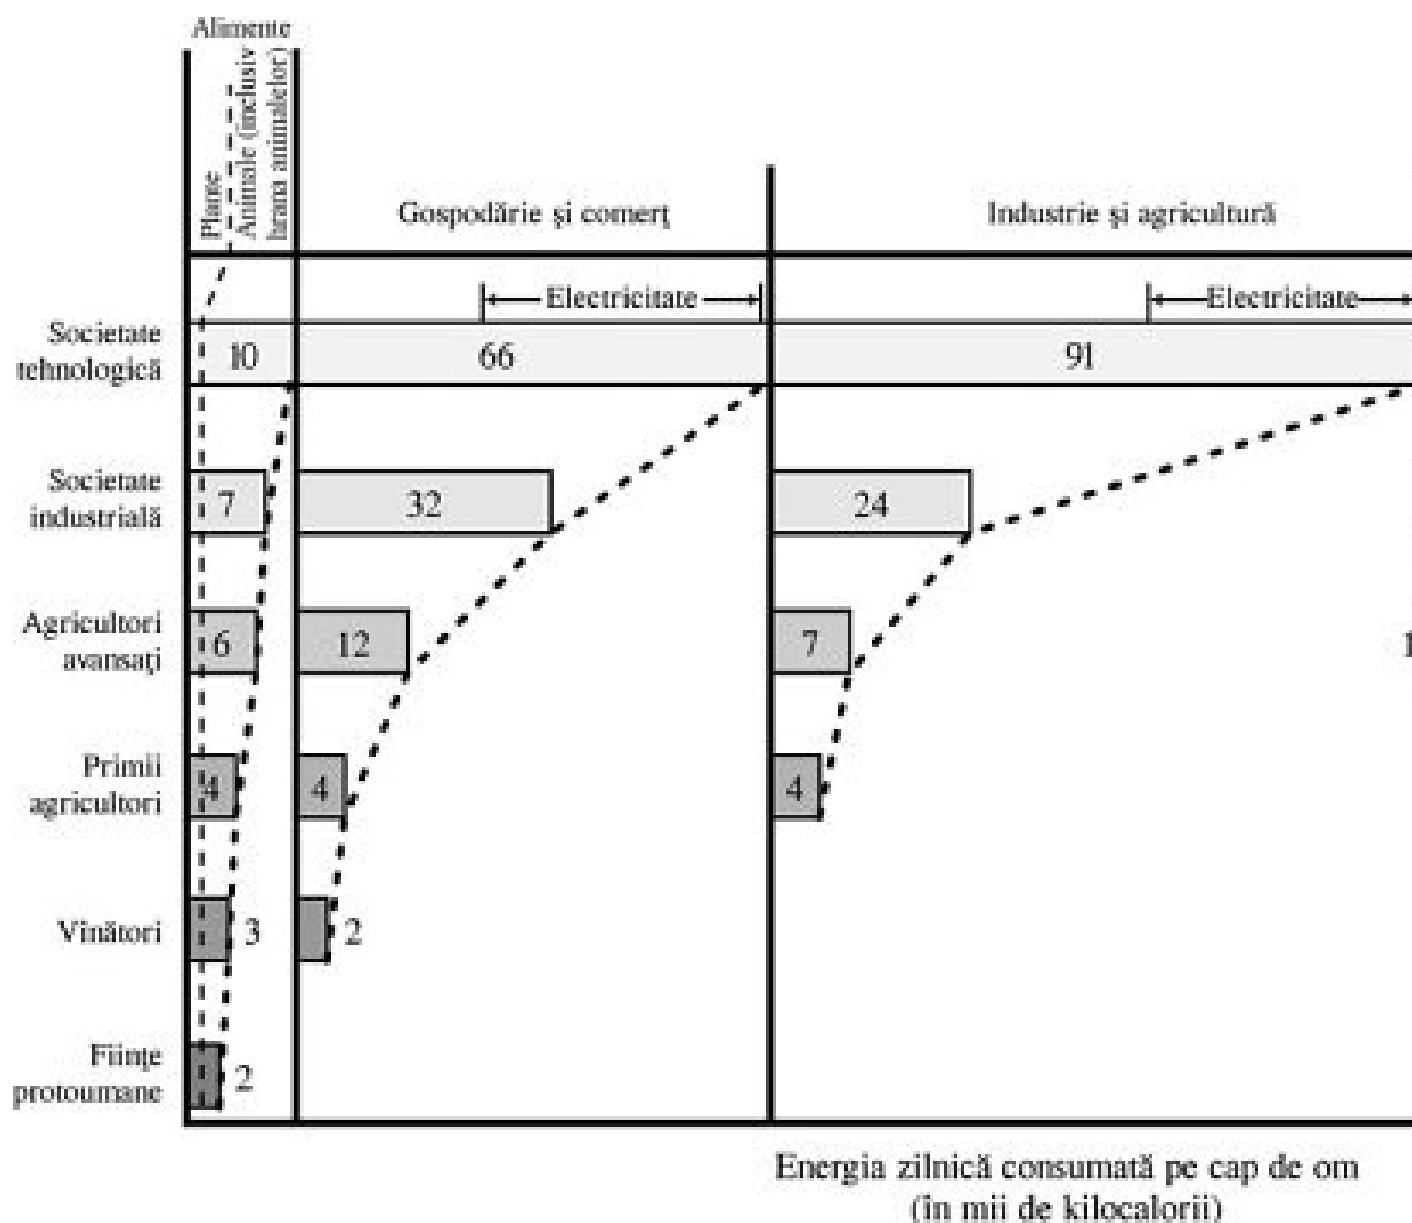 Alimente
Plante
Animale (inclusiv
hrana animalelor)
Gospodărie și comerț
Industrie și agricultură
Electricitate
Electricitate
Societate
tehnologică
10
66
91
Societate
industrială
7
32
24
Agricultori
avansați
6
12
7
1
Primii
agricultori
4
4
4
Vînători
3
2
Ființe
protoumane
2
Energia zilnică consumată pe cap de om
(în mii de kilocalorii)